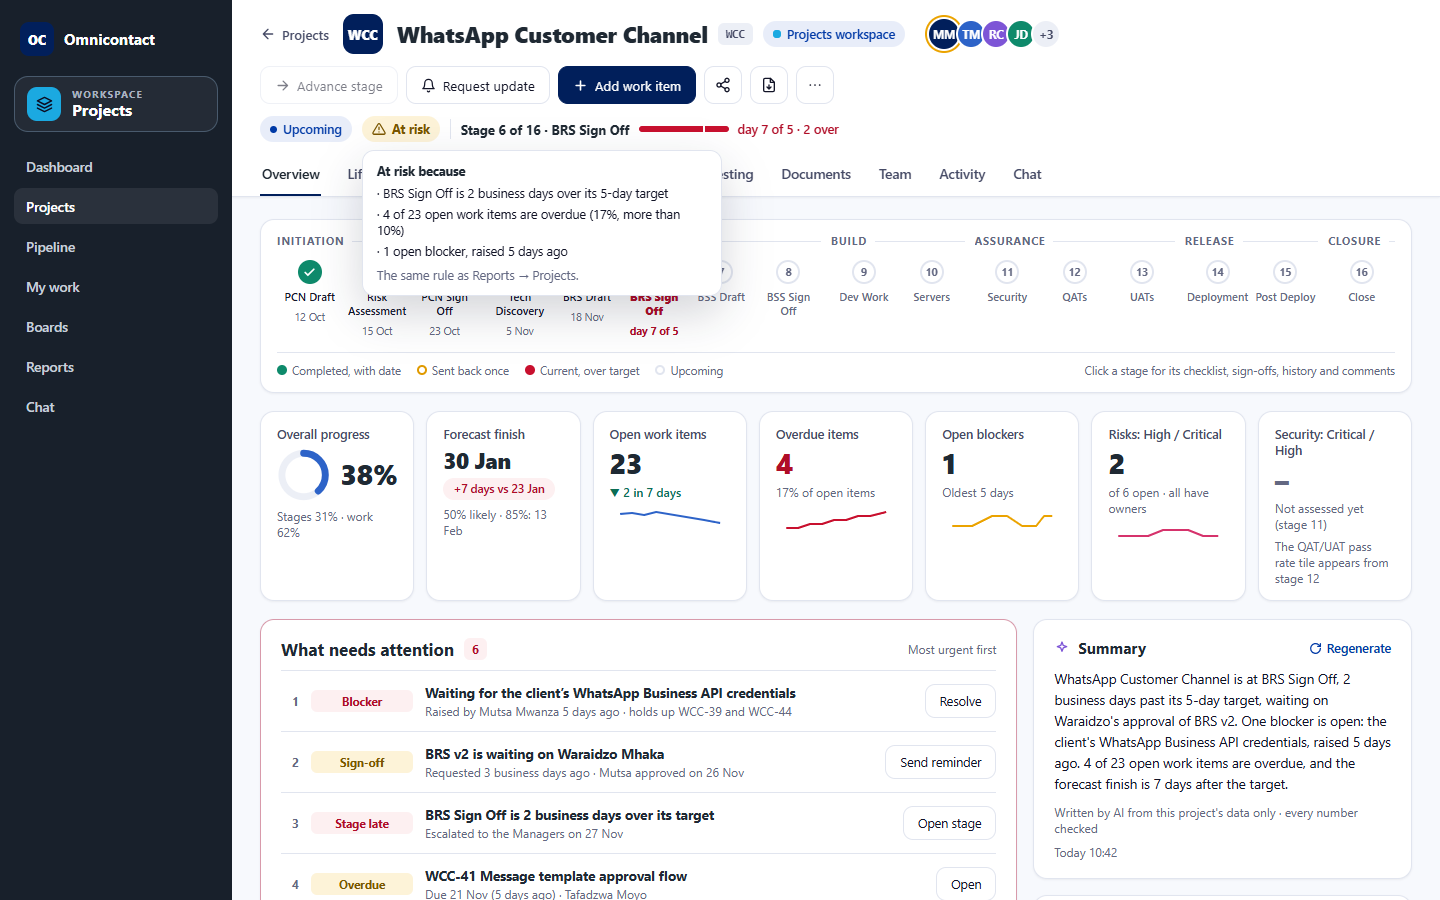 OC Omnicontact
WORKSPACE
Projects
Dashboard
Projects
Pipeline
My work
Boards
Reports
Chat
← Projects
WCC
WhatsApp Customer Channel
WCC
Projects workspace
MM TM RC JD +3
→ Advance stage
Request update
+ Add work item
...
Upcoming
At risk
Stage 6 of 16 · BRS Sign Off
day 7 of 5 · 2 over
Overview
Documents
Team
Activity
Chat
At risk because
· BRS Sign Off is 2 business days over its 5-day target
· 4 of 23 open work items are overdue (17%, more than
10%)
· 1 open blocker, raised 5 days ago
The same rule as Reports → Projects.
INITIATION
BUILD
ASSURANCE
RELEASE
CLOSURE
8 9 10 11 12 13 14 15 16
PCN Draft
12 Oct
Risk
Assessment
15 Oct
PCN Sign
Off
23 Oct
Tech
Discovery
5 Nov
BRS Draft
18 Nov
BRS Sign
Off
day 7 of 5
BSS Draft
BSS Sign
Off
Dev Work
Servers
Security
QATs
UATs
Deployment
Post Deploy
Close
Completed, with date
Sent back once
Current, over target
Upcoming
Click a stage for its checklist, sign-offs, history and comments
Overall progress
38%
Stages 31% · work
62%
Forecast finish
30 Jan
+7 days vs 23 Jan
50% likely · 85%: 13
Feb
Open work items
23
▼ 2 in 7 days
Overdue items
4
17% of open items
Open blockers
1
Oldest 5 days
Risks: High / Critical
2
of 6 open · all have
owners
Security: Critical /
High
–
Not assessed yet
(stage 11)
The QAT/UAT pass
rate tile appears from
stage 12
What needs attention 6
Most urgent first
1 Blocker
Waiting for the client's WhatsApp Business API credentials
Raised by Mutsa Mwanza 5 days ago · holds up WCC-39 and WCC-44
Resolve
2 Sign-off
BRS v2 is waiting on Waraidzo Mhaka
Requested 3 business days ago · Mutsa approved on 26 Nov
Send reminder
3 Stage late
BRS Sign Off is 2 business days over its target
Escalated to the Managers on 27 Nov
Open stage
4 Overdue
WCC-41 Message template approval flow
Due 21 Nov (5 days ago) · Tafadzwa Moyo
Open
Summary
Regenerate
WhatsApp Customer Channel is at BRS Sign Off, 2
business days past its 5-day target, waiting on
Waraidzo's approval of BRS v2. One blocker is open: the
client's WhatsApp Business API credentials, raised 5 days
ago. 4 of 23 open work items are overdue, and the
forecast finish is 7 days after the target.
Written by AI from this project's data only · every number
checked
Today 10:42